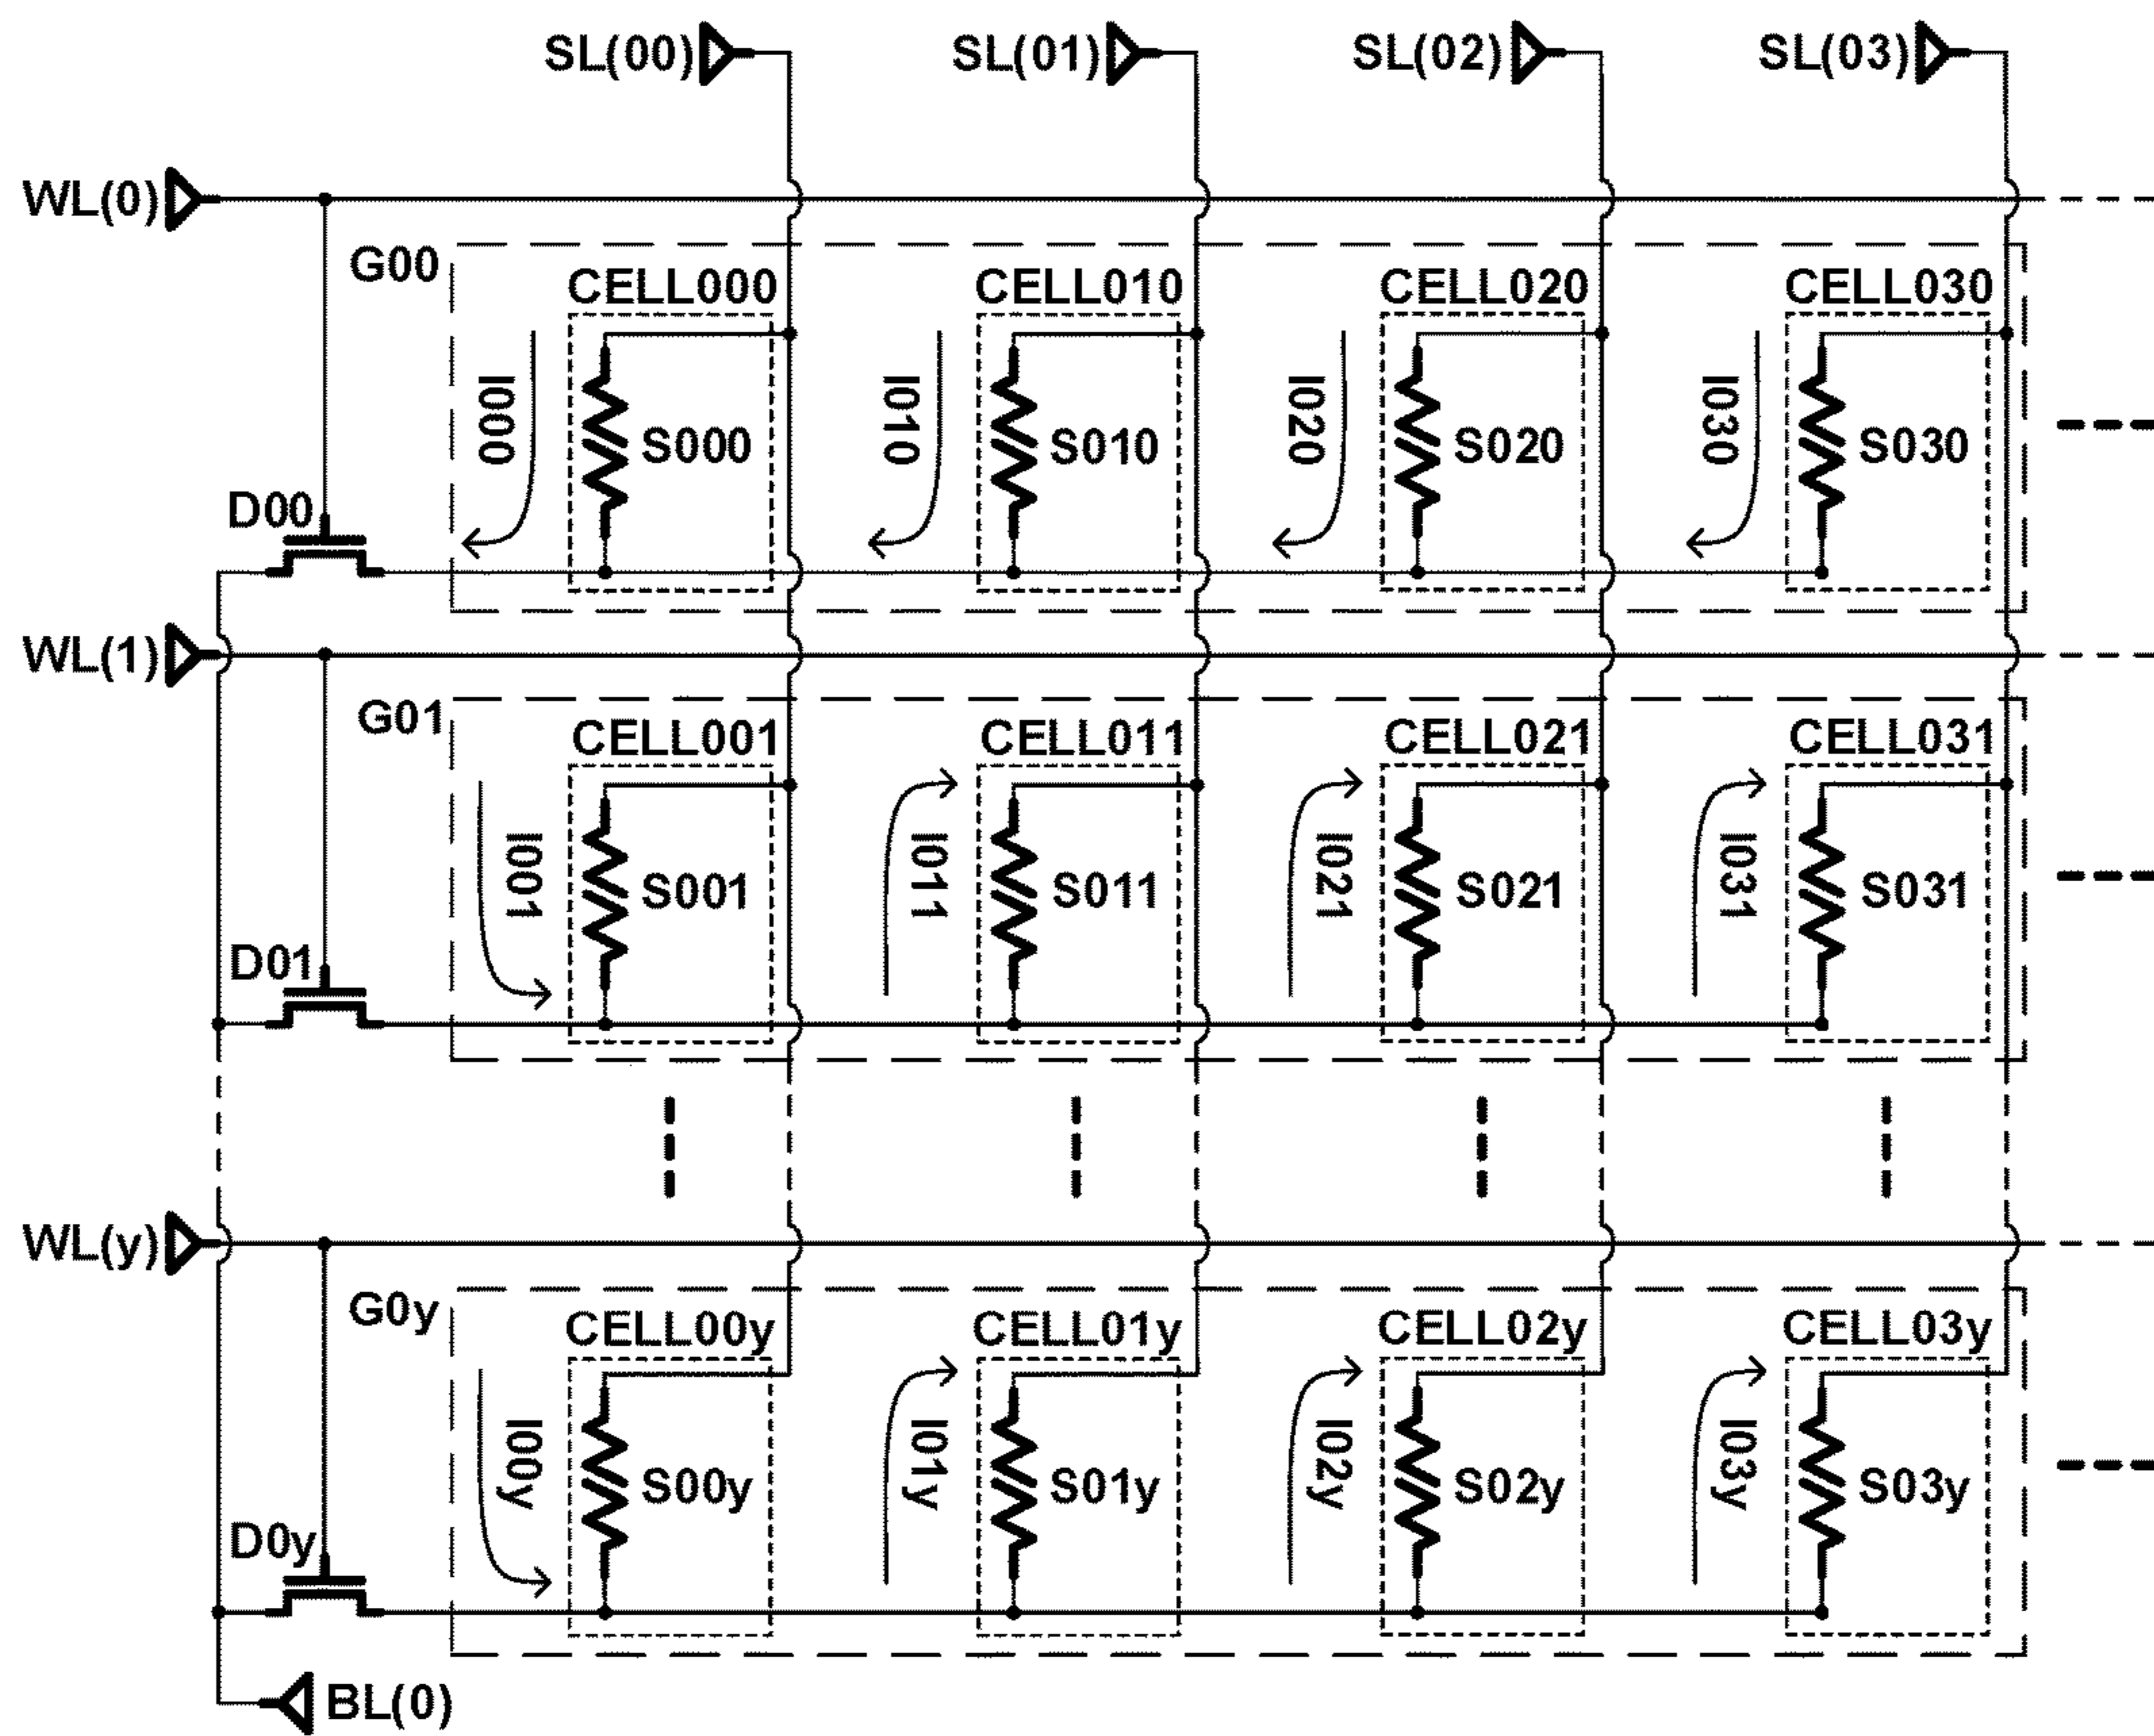 SL(00) SL(01) SL(02) SL(03)
WL(0)
G00
CELL000 CELL010 CELL020 CELL030
I000 I010 I020 I030
S000 S010 S020 S030
D00
WL(1)
G01
CELL001 CELL011 CELL021 CELL031
I001 I011 I021 I031
S001 S011 S021 S031
D01
WL(y)
G0y
CELL00y CELL01y CELL02y CELL03y
I00y I01y I02y I03y
S00y S01y S02y S03y
D0y
BL(0)